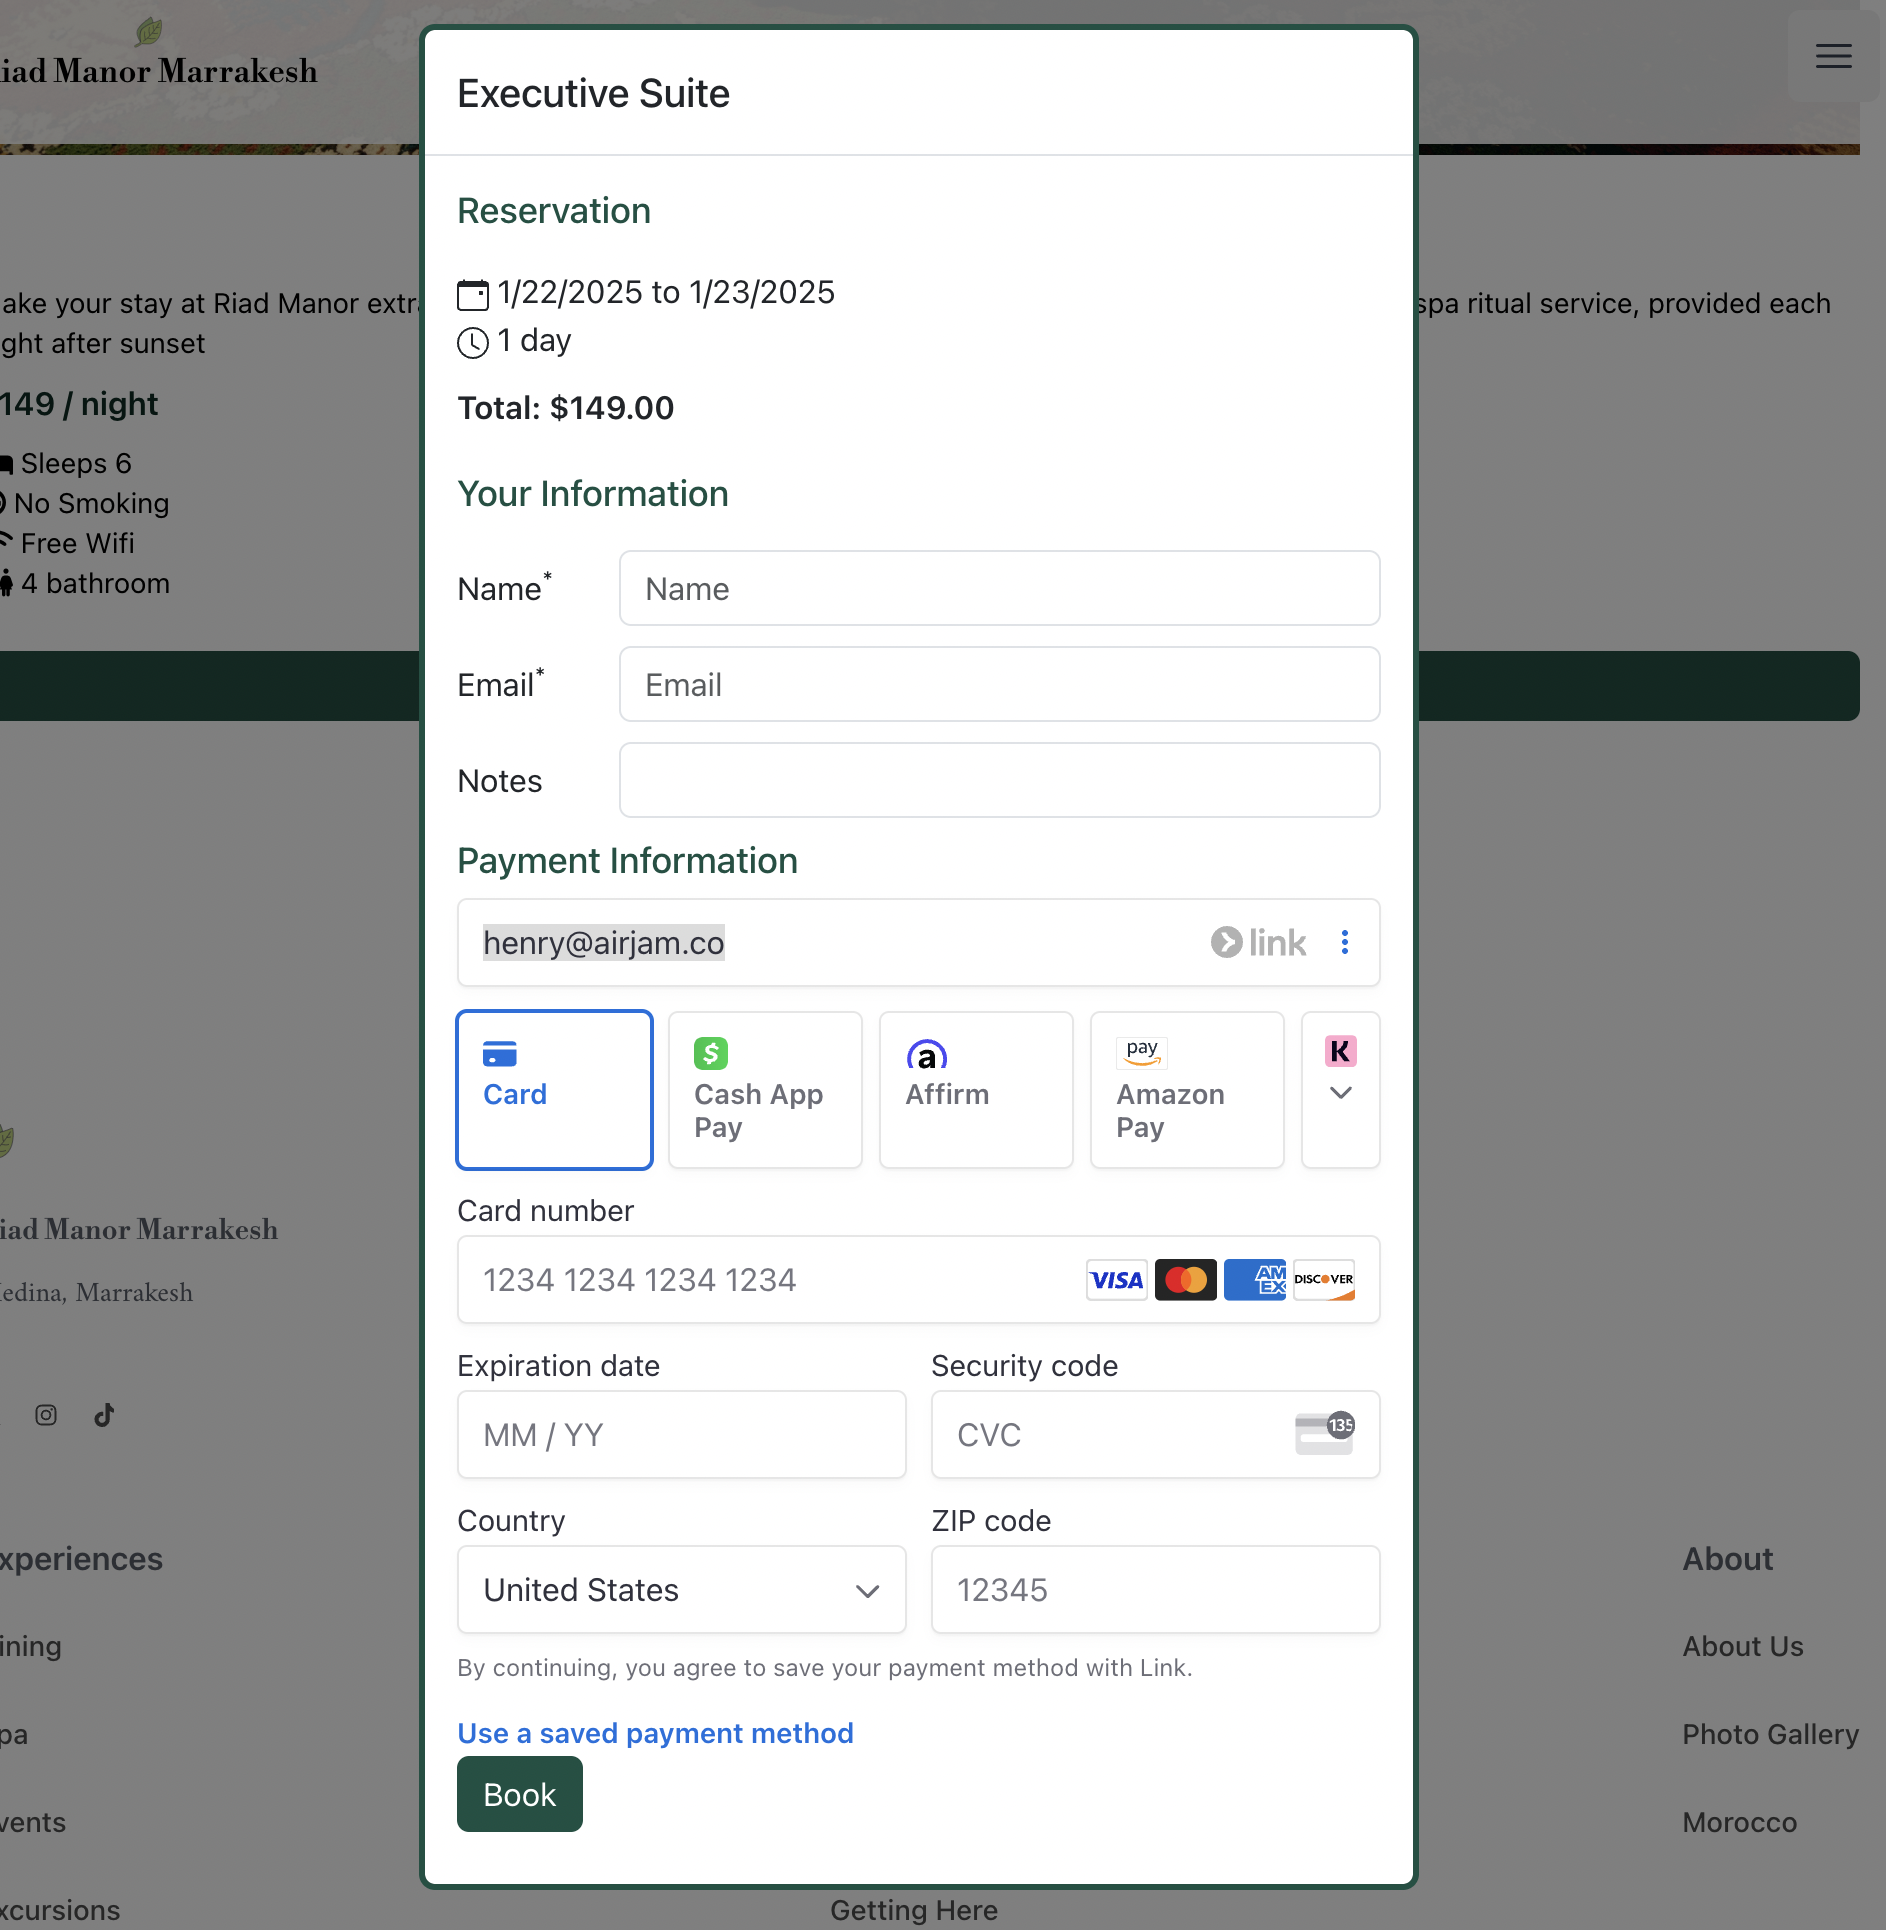 iad Manor Marrakesh
Executive Suite
Reservation
1/22/2025 to 1/23/2025
1 day
Total: $149.00
ake your stay at Riad Manor extra
spa ritual service, provided each
ght after sunset
149 / night
Sleeps 6
No Smoking
Free Wifi
4 bathroom
Your Information
Name*
Name
Email*
Email
Notes
Payment Information
henry@airjam.co
link
Card
$
Cash App
Pay
a
Affirm
pay
Amazon
Pay
K
Card number
1234 1234 1234 1234
VISA
AM
EX
DISCOVER
Expiration date
MM / YY
Security code
CVC
135
Country
United States
ZIP code
12345
By continuing, you agree to save your payment method with Link.
Use a saved payment method
Book
iad Manor Marrakesh
edina, Marrakesh
xperiences
ining
pa
vents
xcursions
Getting Here
About
About Us
Photo Gallery
Morocco